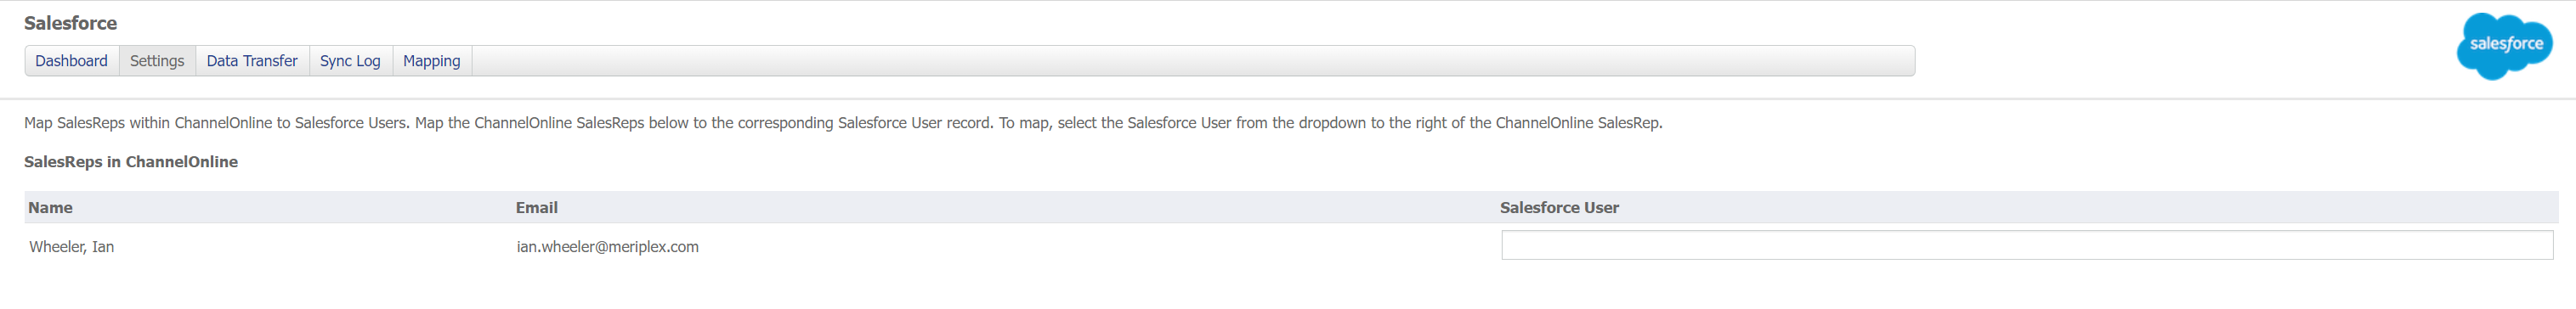 Salesforce
salesforce
Dashboard Settings Data Transfer Sync Log Mapping
Map SalesReps within ChannelOnline to Salesforce Users. Map the ChannelOnline SalesReps below to the corresponding Salesforce User record. To map, select the Salesforce User from the dropdown to the right of the ChannelOnline SalesRep.
SalesReps in ChannelOnline
Name Email Salesforce User
Wheeler, Ian ian.wheeler@meriplex.com